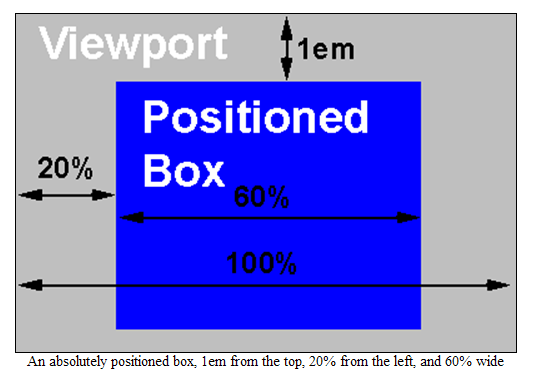 Viewport
1em
Positioned
Box
20%
60%
100%
An absolutely positioned box, 1em from the top, 20% from the left, and 60% wide